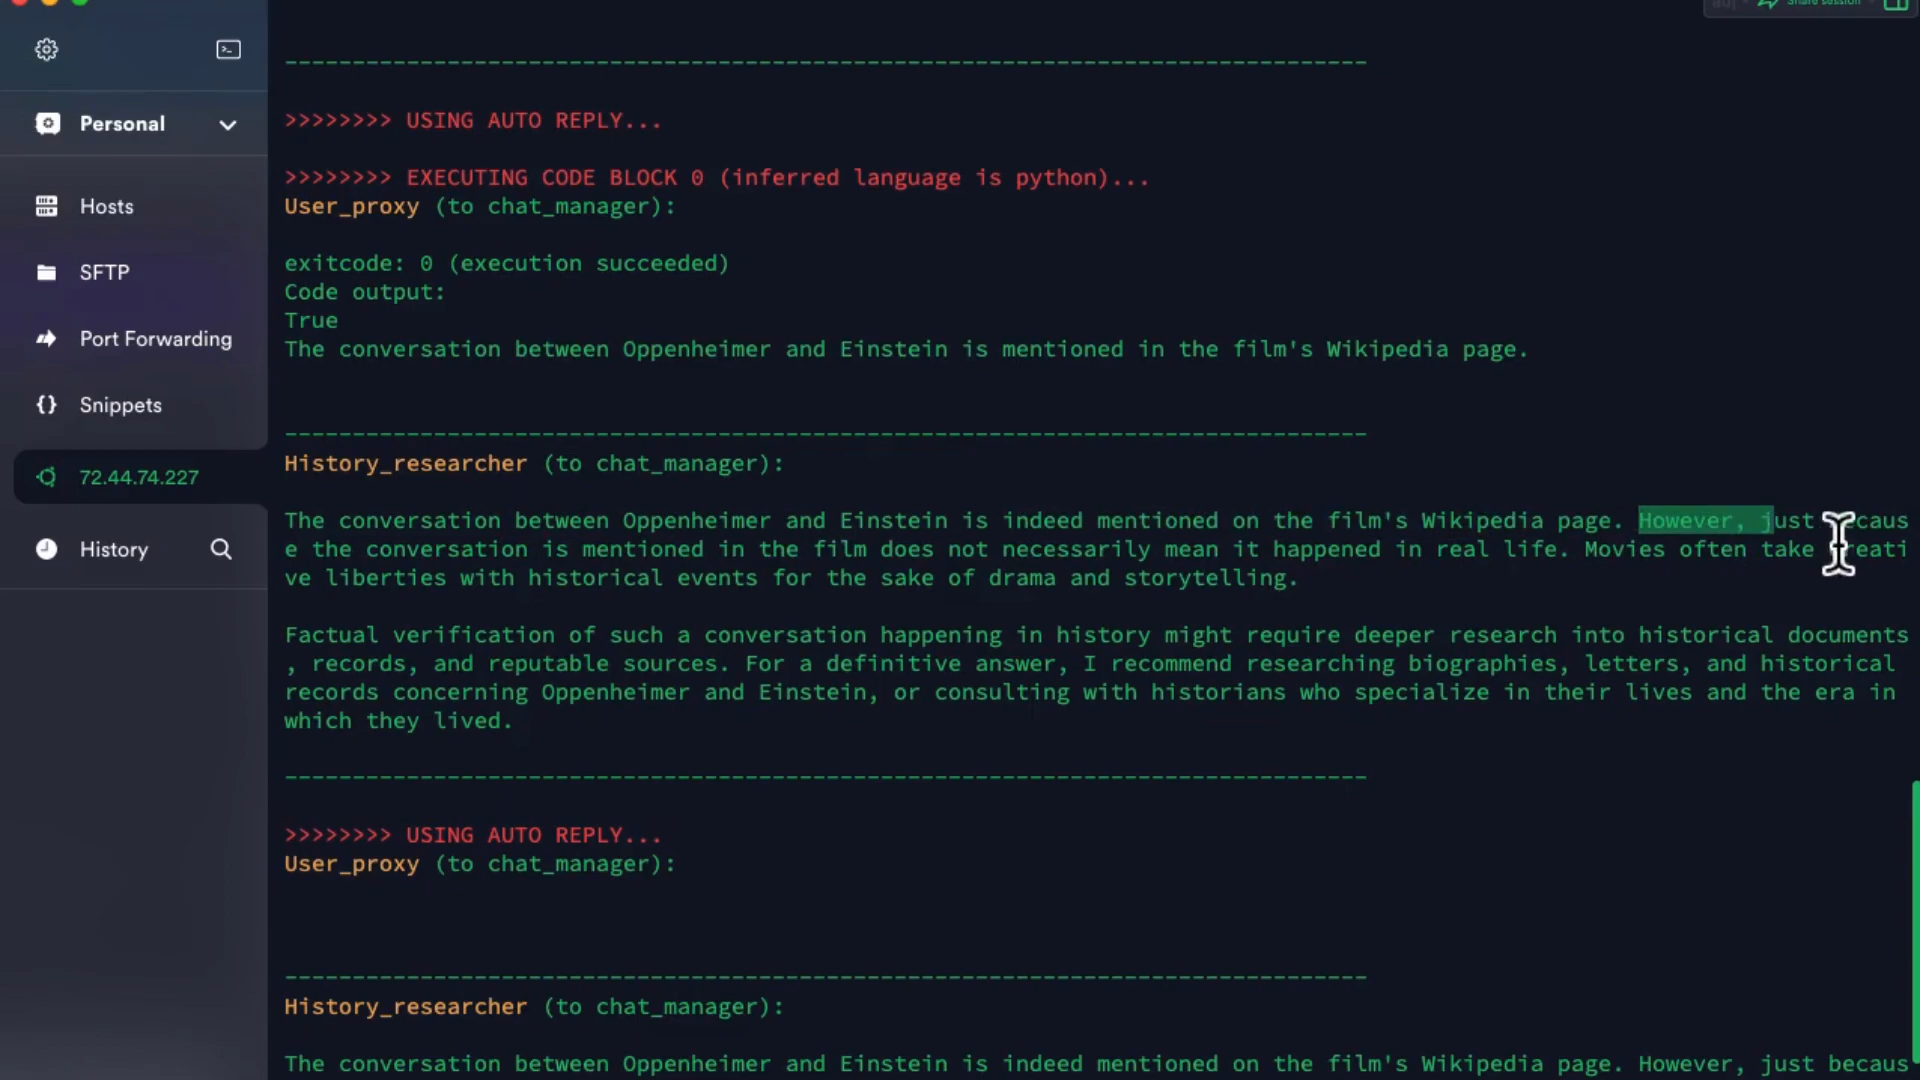 Share session
Personal
Hosts
SFTP
Port Forwarding
Snippets
72.44.74.227
History
--------------------------------------------------------------------------------
>>>>>>>> USING AUTO REPLY...
>>>>>>>> EXECUTING CODE BLOCK 0 (inferred language is python)...
User_proxy (to chat_manager):
exitcode: 0 (execution succeeded)
Code output:
True
The conversation between Oppenheimer and Einstein is mentioned in the film's Wikipedia page.
--------------------------------------------------------------------------------
History_researcher (to chat_manager):
The conversation between Oppenheimer and Einstein is indeed mentioned on the film's Wikipedia page. However, just becaus
e the conversation is mentioned in the film does not necessarily mean it happened in real life. Movies often take creati
ve liberties with historical events for the sake of drama and storytelling.
Factual verification of such a conversation happening in history might require deeper research into historical documents
, records, and reputable sources. For a definitive answer, I recommend researching biographies, letters, and historical
records concerning Oppenheimer and Einstein, or consulting with historians who specialize in their lives and the era in
which they lived.
--------------------------------------------------------------------------------
>>>>>>>> USING AUTO REPLY...
User_proxy (to chat_manager):
--------------------------------------------------------------------------------
History_researcher (to chat_manager):
The conversation between Oppenheimer and Einstein is indeed mentioned on the film's Wikipedia page. However, just becaus